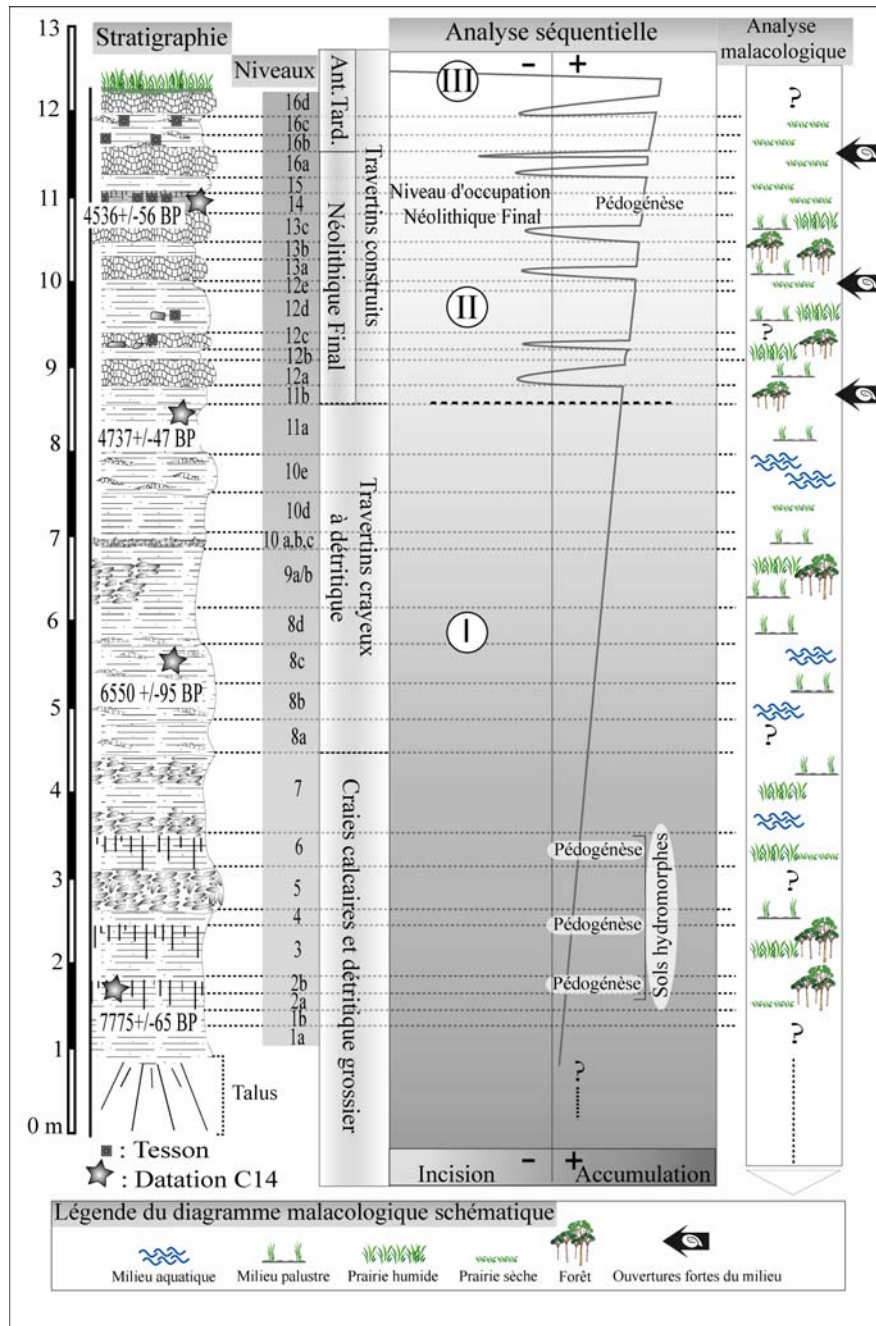 Stratigraphie
Niveaux
Analyse séquentielle
Analyse malacologique
13
12
11
10
9
8
7
6
5
4
3
2
1
0 m
4536+/-56 BP
4737+/-47 BP
6550 +/-95 BP
7775+/-65 BP
Talus
16d
16c
16b
16a
15
14
13c
13b
13a
12e
12d
12c
12b
12a
11b
11a
10e
10d
10 a,b,c
9a/b
8d
8c
8b
8a
7
6
5
4
3
2b
2a
1b
1a
Ant.Tard.
Néolithique Final
Travertins construits
Travertins crayeux
à détritique
Craies calcaires et détritique grossier
- +
III
Niveau d'occupation
Néolithique Final
Pédogénèse
II
I
Pédogénèse
Pédogénèse
Pédogénèse
Sols hydromorphes
?
- +
Incision
Accumulation
?
?
?
?
?
: Tesson
: Datation C14
Légende du diagramme malacologique schématique
Milieu aquatique
Milieu palustre
Prairie humide
Prairie sèche
Forêt
Ouvertures fortes du milieu